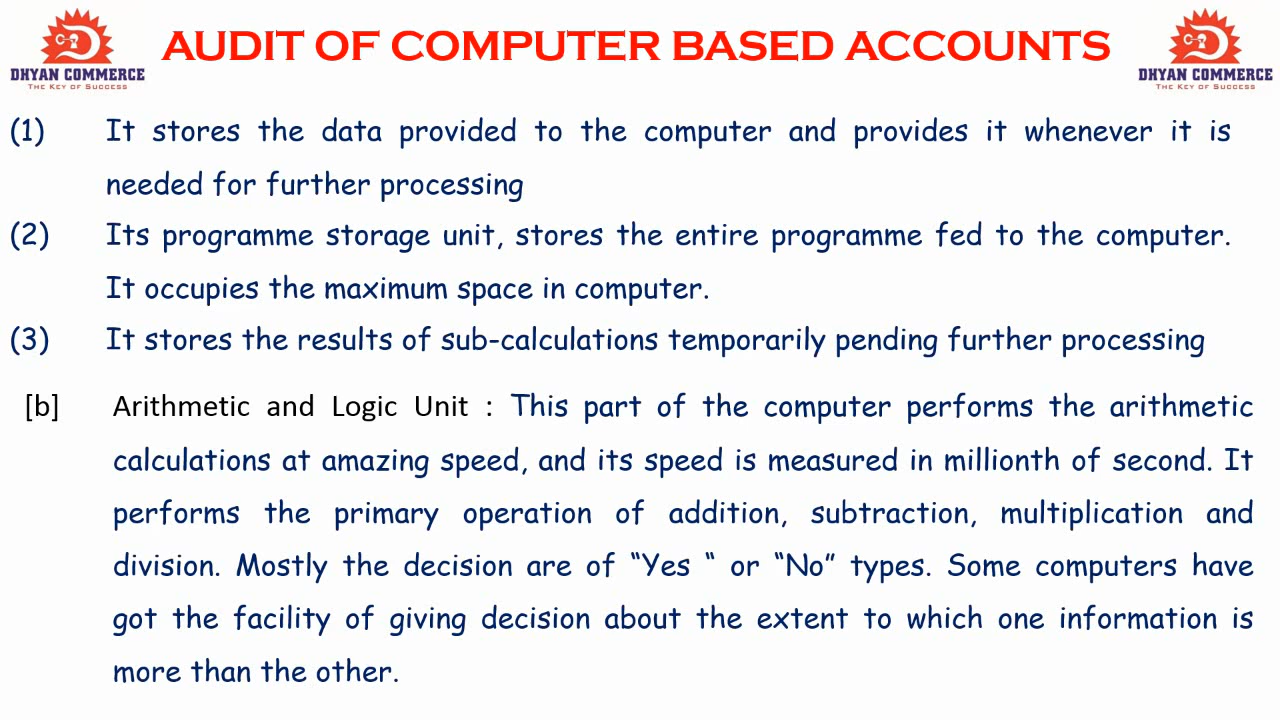 AUDIT OF COMPUTER BASED ACCOUNTS
DHYAN COMMERCE
THE KEY OF SUCCESS
DHYAN COMMERCE
THE KEY OF SUCCESS
(1) It stores the data provided to the computer and provides it whenever it is
needed for further processing
(2) Its programme storage unit, stores the entire programme fed to the computer.
It occupies the maximum space in computer.
(3) It stores the results of sub-calculations temporarily pending further processing
[b] Arithmetic and Logic Unit : This part of the computer performs the arithmetic
calculations at amazing speed, and its speed is measured in millionth of second. It
performs the primary operation of addition, subtraction, multiplication and
division. Mostly the decision are of “Yes “ or “No” types. Some computers have
got the facility of giving decision about the extent to which one information is
more than the other.